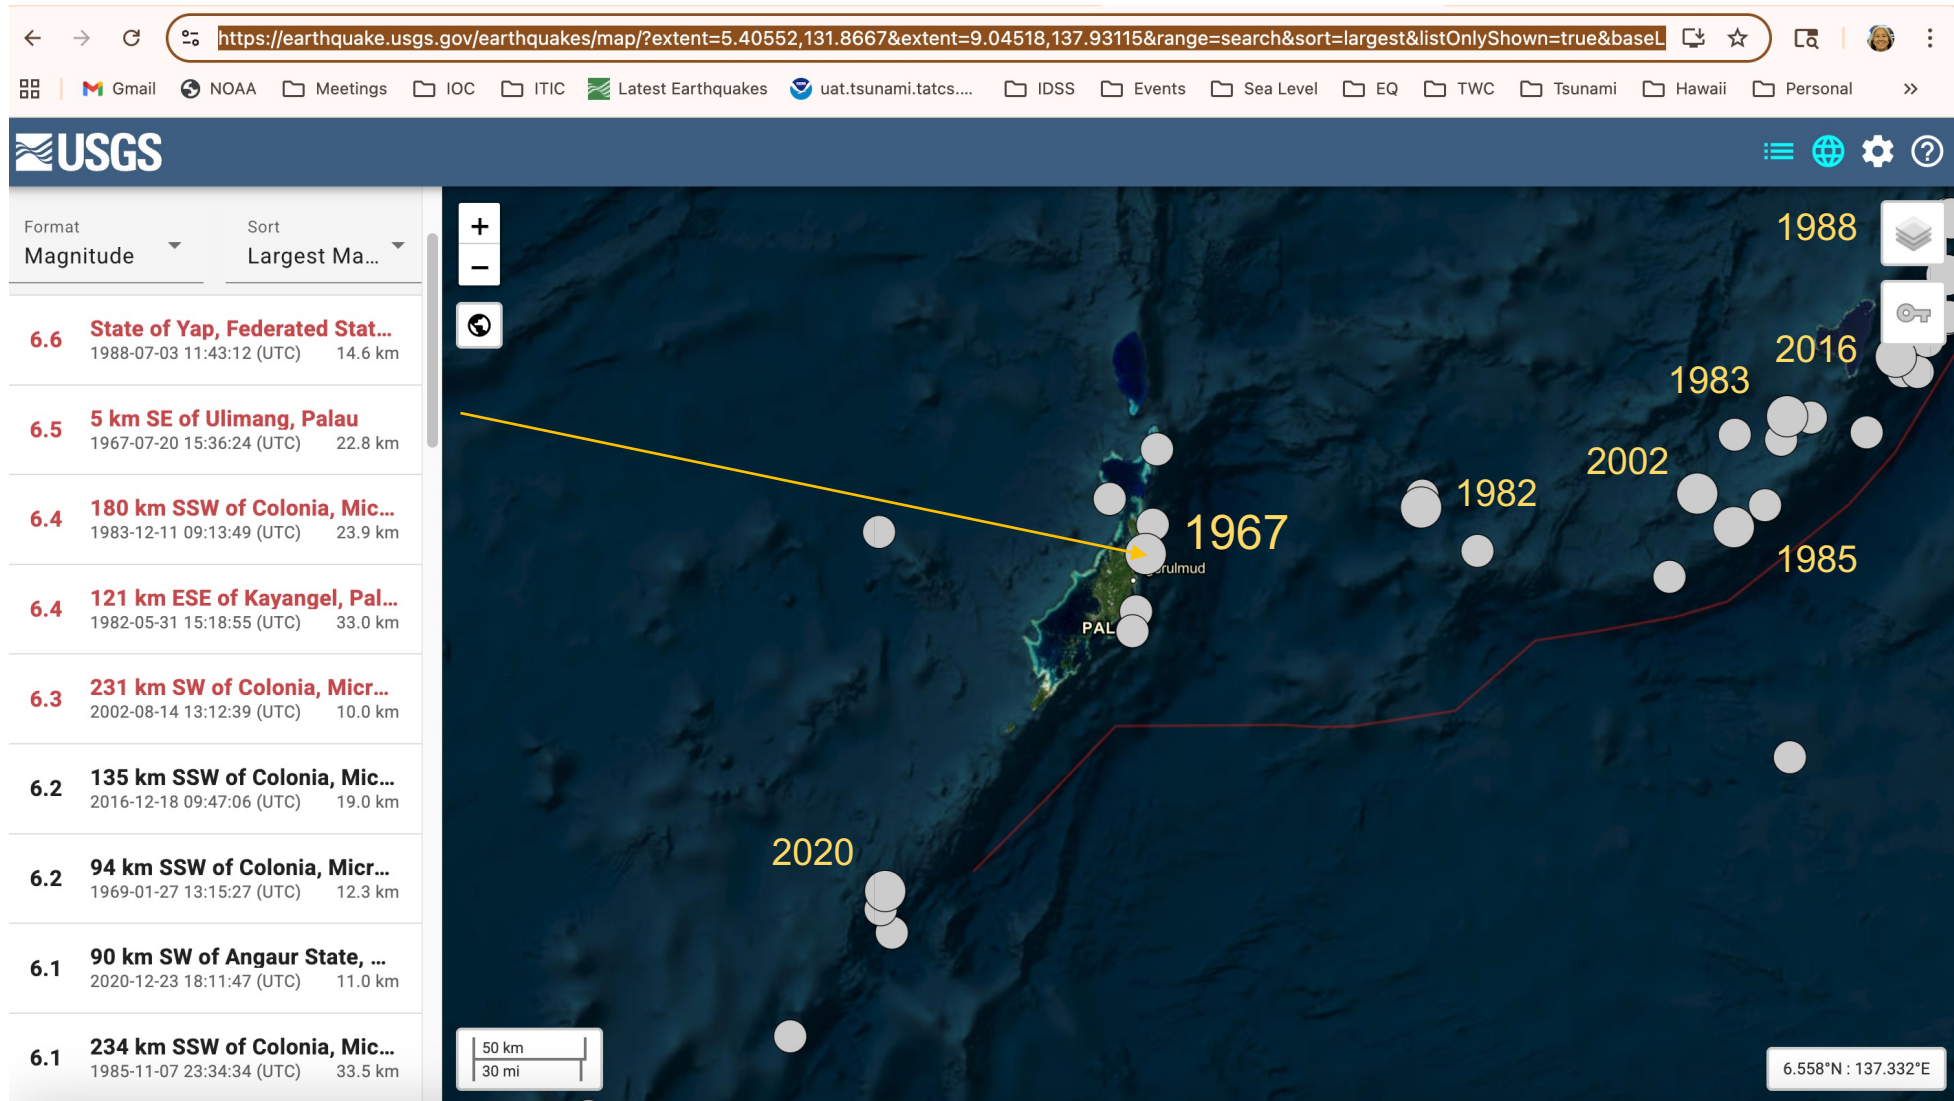 https://earthquake.usgs.gov/earthquakes/map/?extent=5.40552,131.8667&extent=9.04518,137.93115&range=search&sort=largest&listOnlyShown=true&baseL
Gmail NOAA Meetings IOC ITIC Latest Earthquakes uat.tsunami.tatcs.... IDSS Events Sea Level EQ TWC Tsunami Hawaii Personal »
USGS
Format
Magnitude
Sort
Largest Ma...
6.6 State of Yap, Federated Stat...
1988-07-03 11:43:12 (UTC) 14.6 km
6.5 5 km SE of Ulimang, Palau
1967-07-20 15:36:24 (UTC) 22.8 km
6.4 180 km SSW of Colonia, Mic...
1983-12-11 09:13:49 (UTC) 23.9 km
6.4 121 km ESE of Kayangel, Pal...
1982-05-31 15:18:55 (UTC) 33.0 km
6.3 231 km SW of Colonia, Micr...
2002-08-14 13:12:39 (UTC) 10.0 km
6.2 135 km SSW of Colonia, Mic...
2016-12-18 09:47:06 (UTC) 19.0 km
6.2 94 km SSW of Colonia, Micr...
1969-01-27 13:15:27 (UTC) 12.3 km
6.1 90 km SW of Angaur State, ...
2020-12-23 18:11:47 (UTC) 11.0 km
6.1 234 km SSW of Colonia, Mic...
1985-11-07 23:34:34 (UTC) 33.5 km
+
−
1988
2016
1983
2002
1982
1967
1985
rulmud
PAL
2020
50 km
30 mi
6.558°N : 137.332°E